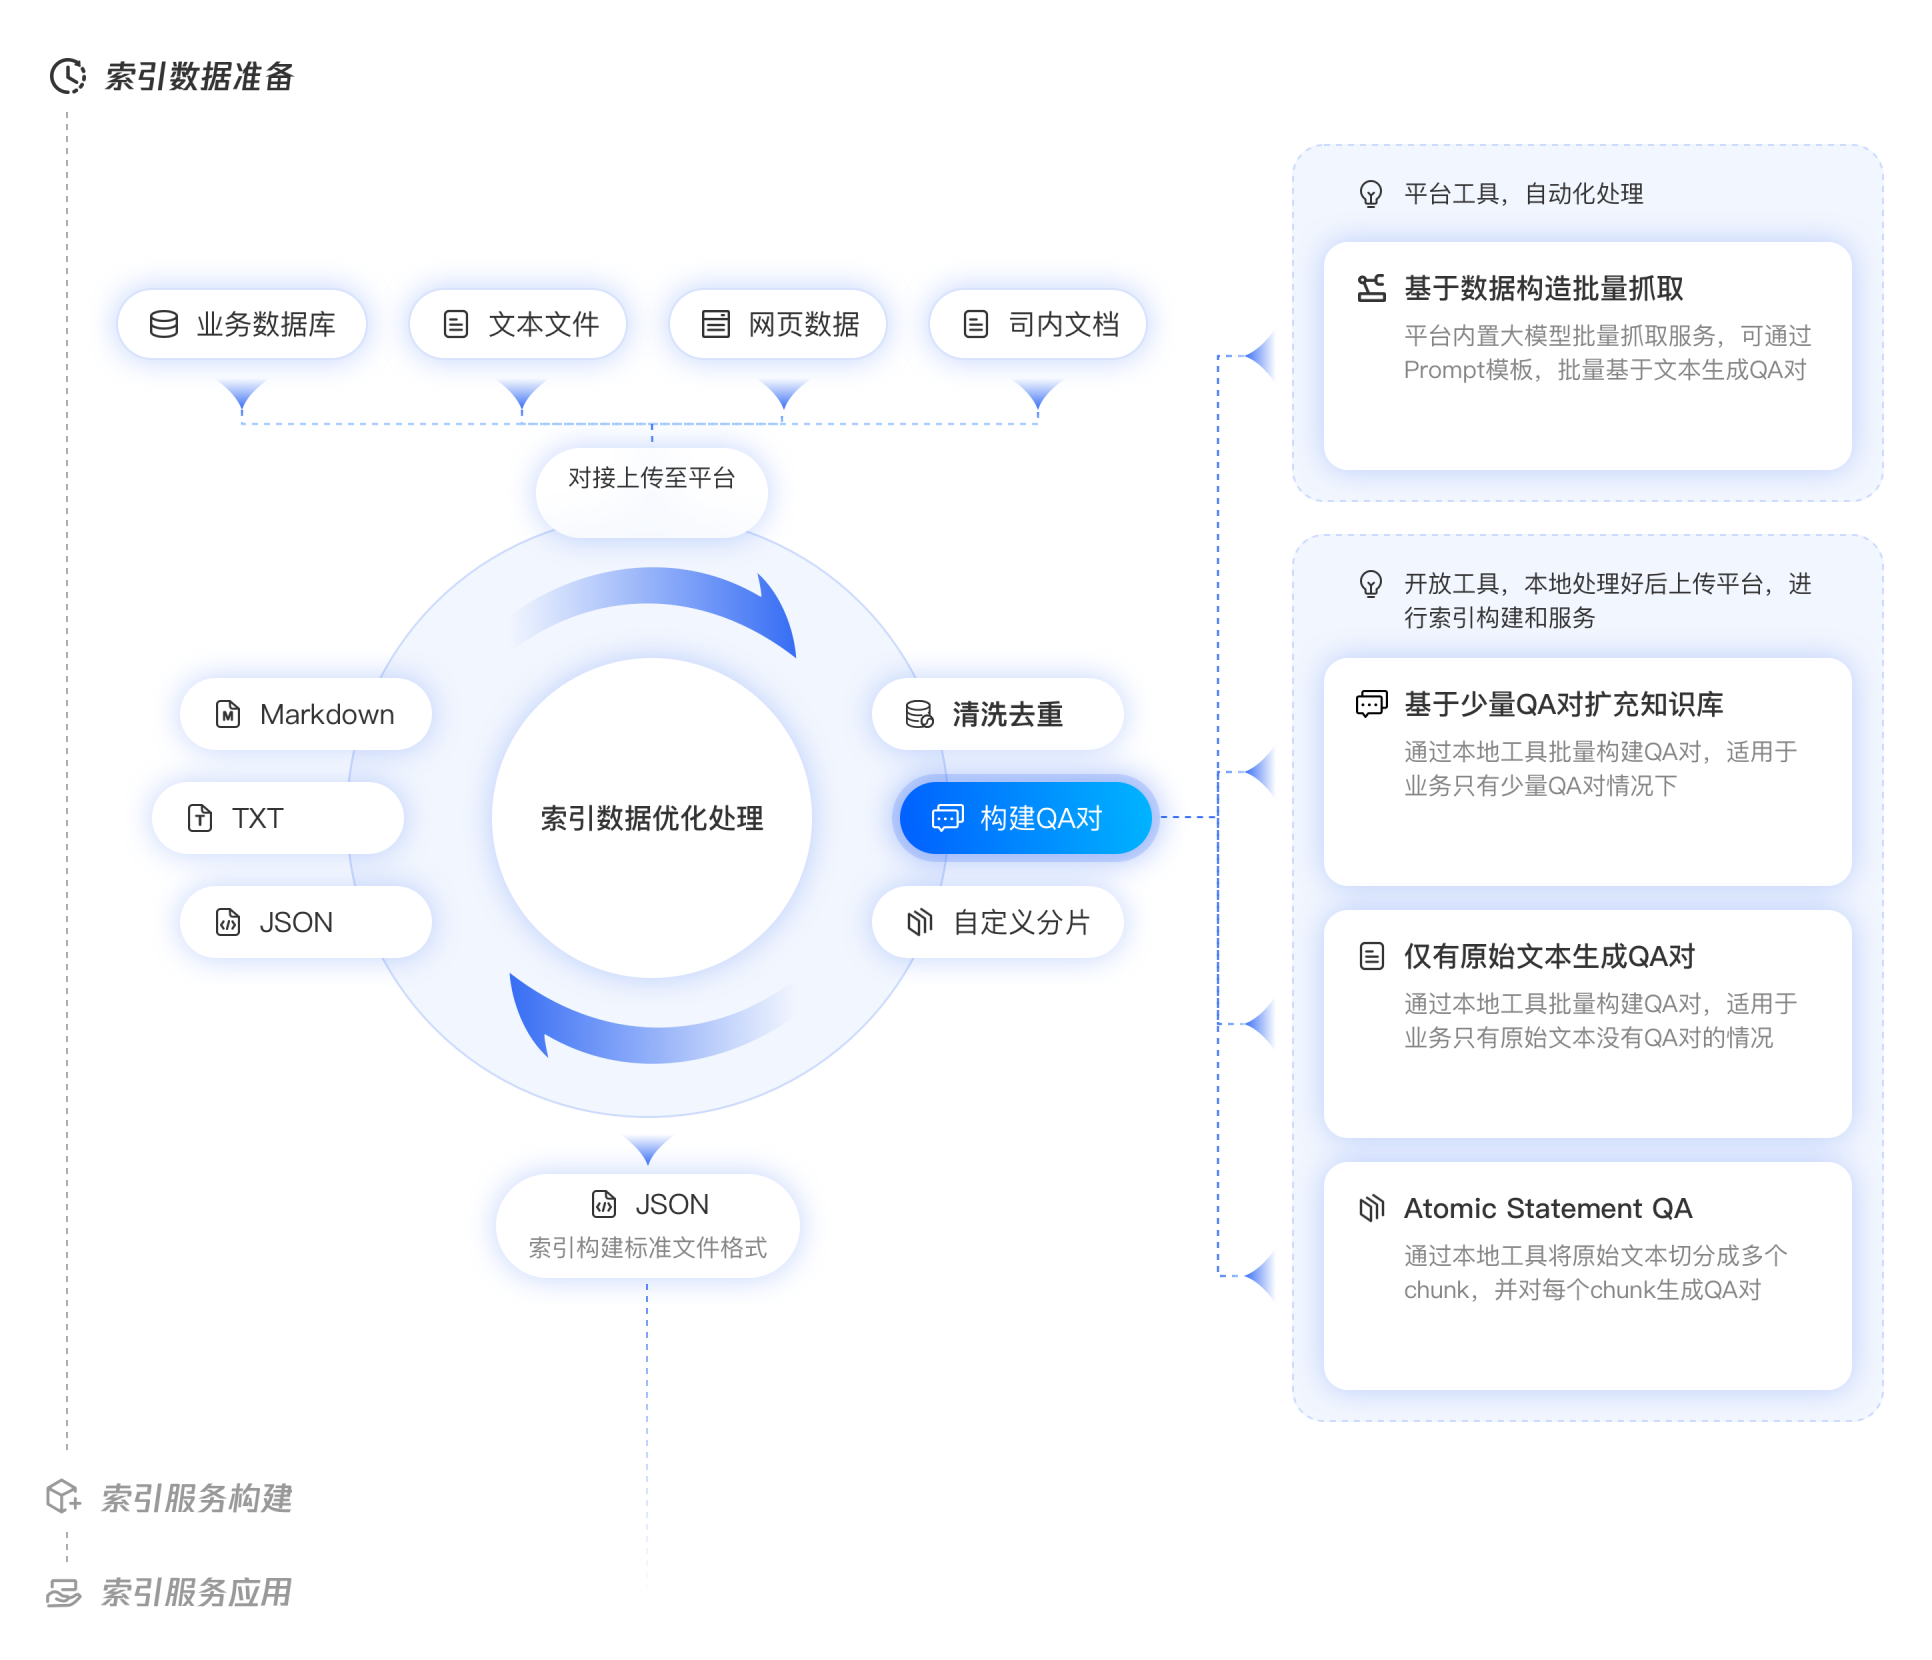 索引数据准备
业务数据库
文本文件
网页数据
司内文档
对接上传至平台
Markdown
TXT
JSON
索引数据优化处理
清洗去重
构建QA对
自定义分片
JSON
索引构建标准文件格式
平台工具，自动化处理
基于数据构造批量抓取
平台内置大模型批量抓取服务，可通过
Prompt模板，批量基于文本生成QA对
开放工具，本地处理好后上传平台，进
行索引构建和服务
基于少量QA对扩充知识库
通过本地工具批量构建QA对，适用于
业务只有少量QA对情况下
仅有原始文本生成QA对
通过本地工具批量构建QA对，适用于
业务只有原始文本没有QA对的情况
Atomic Statement QA
通过本地工具将原始文本切分成多个
chunk，并对每个chunk生成QA对
索引服务构建
索引服务应用